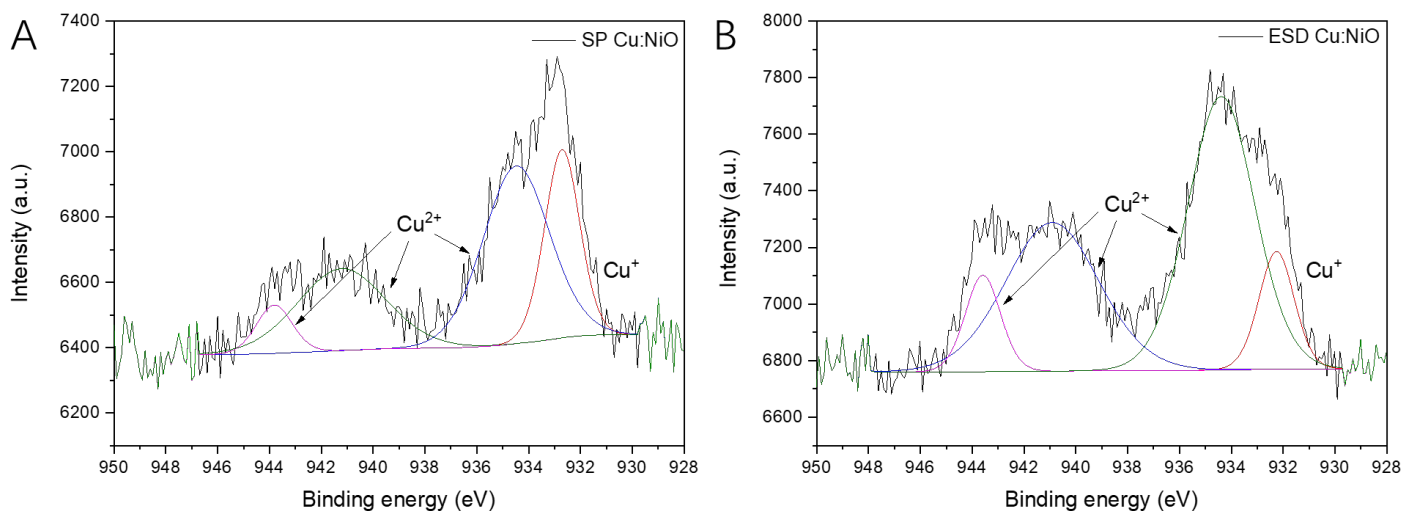 A
SP Cu:NiO
7400
7200
7000
6800
6600
6400
6200
Intensity (a.u.)
Cu²⁺
Cu⁺
950 948 946 944 942 940 938 936 934 932 930 928
Binding energy (eV)
B
ESD Cu:NiO
8000
7800
7600
7400
7200
7000
6800
6600
Intensity (a.u.)
Cu²⁺
Cu⁺
950 948 946 944 942 940 938 936 934 932 930 928
Binding energy (eV)